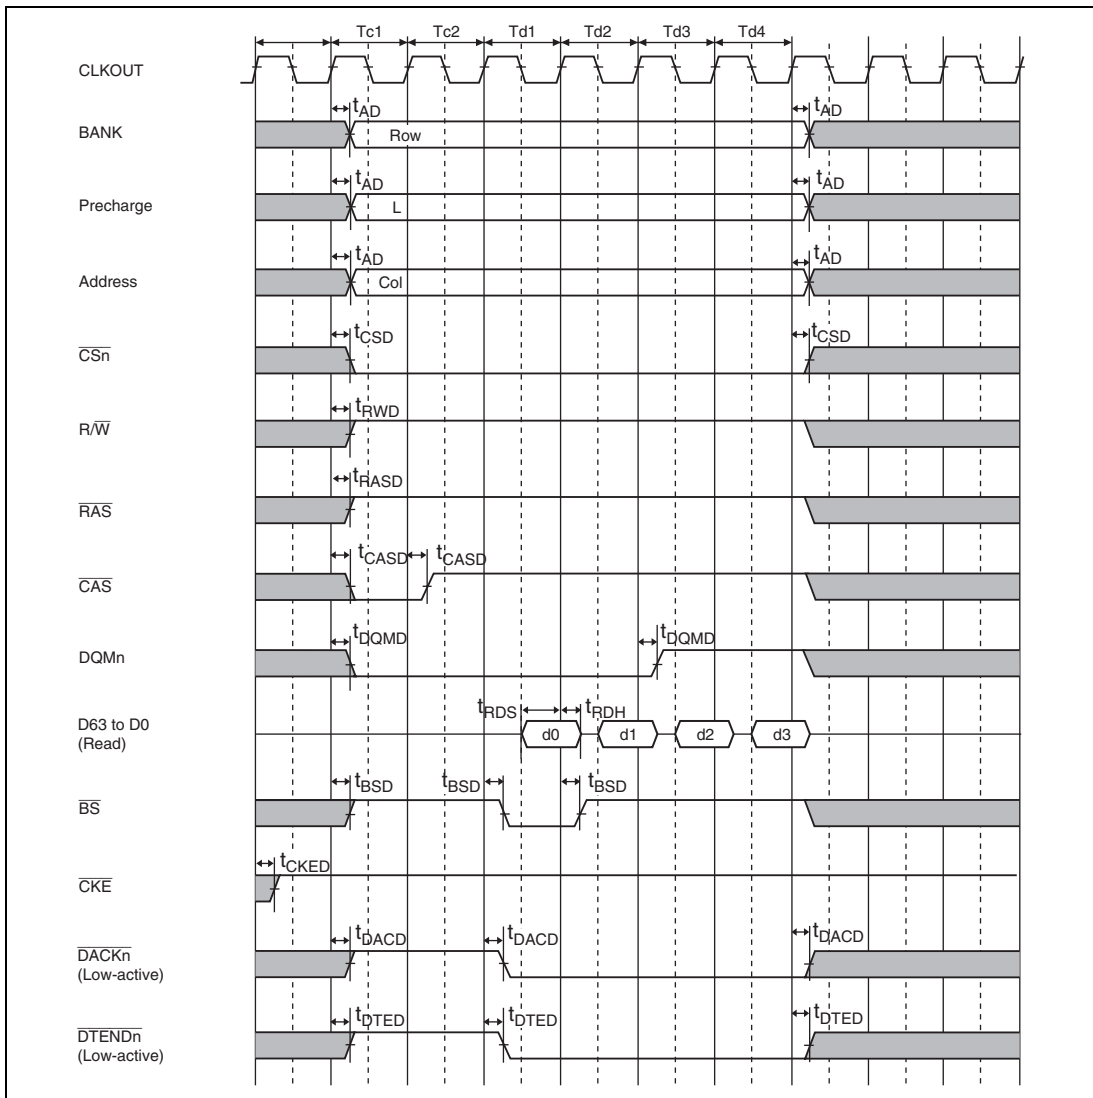 Tc1 Tc2 Td1 Td2 Td3 Td4
CLKOUT
tAD tAD
BANK Row
tAD tAD
Precharge L
tAD tAD
Address Col
tCSD tCSD
CSn
tRWD
R/W
tRASD
RAS
tCASD tCASD
CAS
tDQMD tDQMD
DQMn
tRDS tRDH
D63 to D0
(Read)
d0 d1 d2 d3
tBSD tBSD tBSD
BS
tCKED
CKE
tDACD tDACD tDACD
DACKn
(Low-active)
tDTED tDTED tDTED
DTENDn
(Low-active)